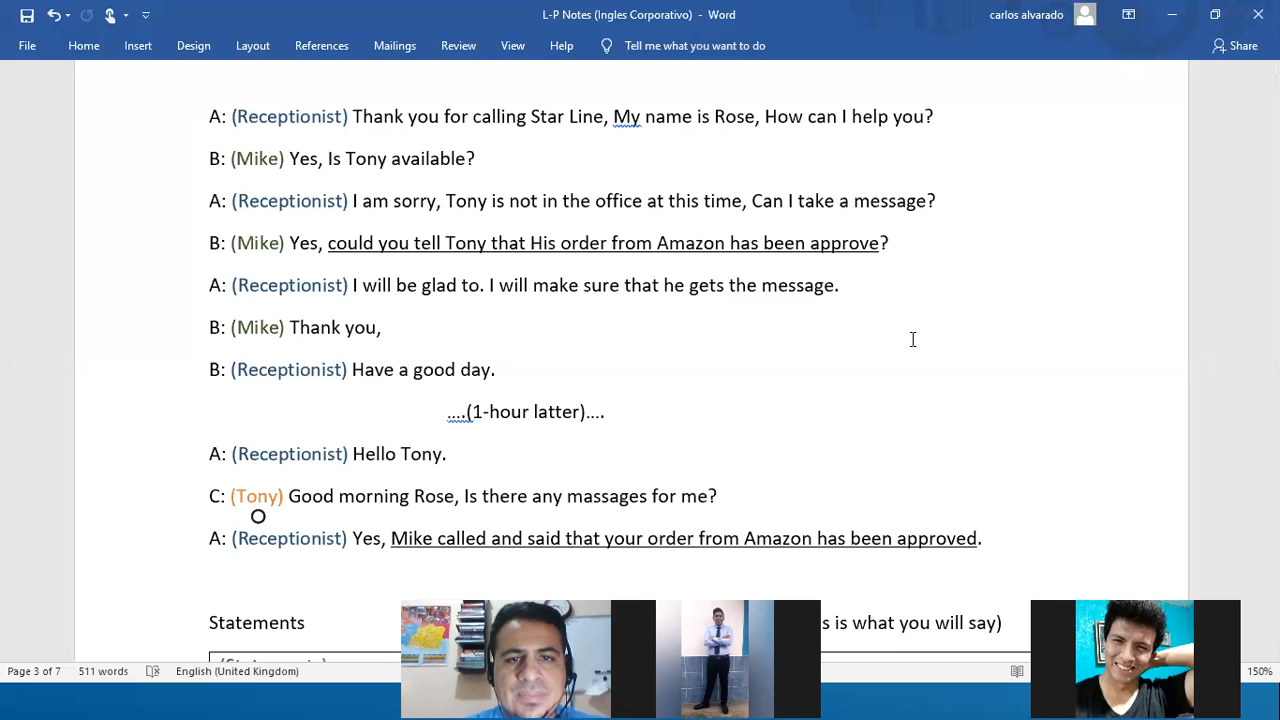 L-P Notes (Ingles Corporativo) - Word
carlos alvarado
File Home Insert Design Layout References Mailings Review View Help Tell me what you want to do Share
A: (Receptionist) Thank you for calling Star Line, My name is Rose, How can I help you?
B: (Mike) Yes, Is Tony available?
A: (Receptionist) I am sorry, Tony is not in the office at this time, Can I take a message?
B: (Mike) Yes, could you tell Tony that His order from Amazon has been approve?
A: (Receptionist) I will be glad to. I will make sure that he gets the message.
B: (Mike) Thank you,
B: (Receptionist) Have a good day.
….(1-hour latter)….
A: (Receptionist) Hello Tony.
C: (Tony) Good morning Rose, Is there any massages for me?
A: (Receptionist) Yes, Mike called and said that your order from Amazon has been approved.
Statements s is what you will say)
Page 3 of 7 511 words English (United Kingdom) 150%